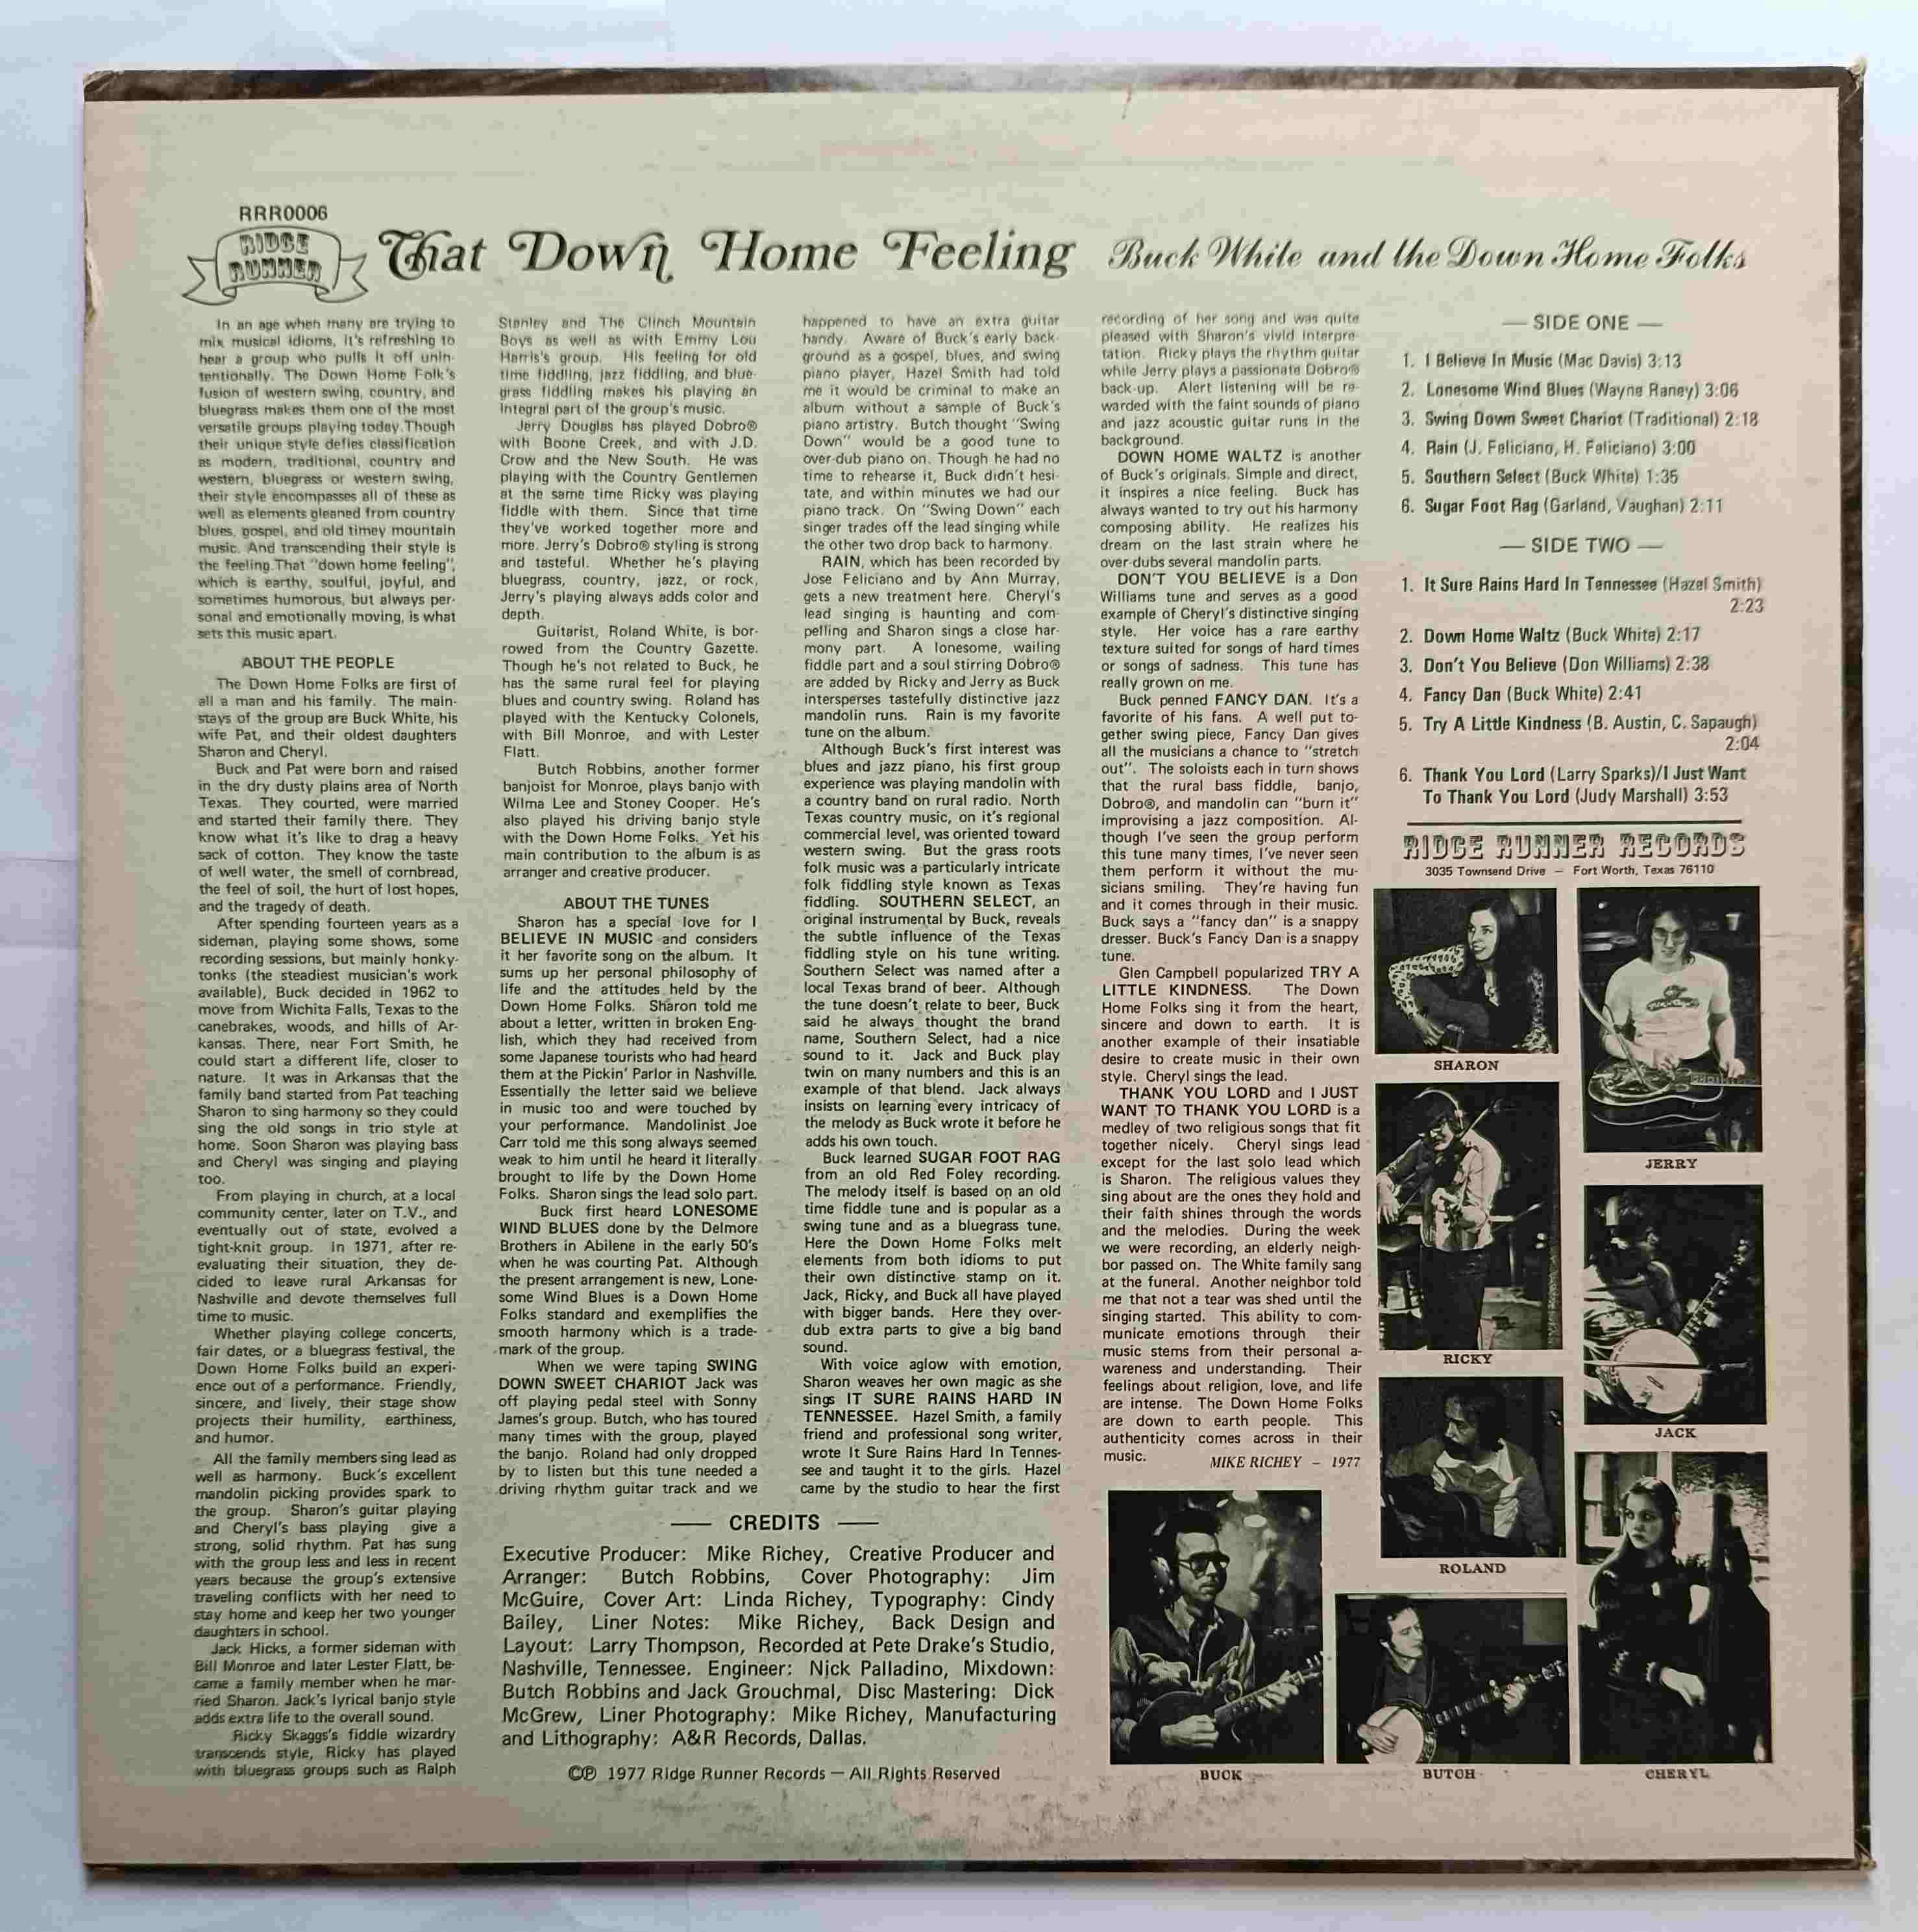 RRR0006
RIDGE
RUNNER
That Down Home Feeling Buck White and the Down Home Folks
In an age when many are trying to
mix musical idioms, it's refreshing to
hear a group who pulls it off unin-
tentionally. The Down Home Folk's
fusion of western swing, country, and
bluegrass makes them one of the most
versatile groups playing today.Though
their unique style defies classification
as modern, traditional, country and
western, bluegrass or western swing,
their style encompasses all of these as
well as elements gleaned from country
blues, gospel, and old timey mountain
music. And transcending their style is
the feeling.That "down home feeling",
which is earthy, soulful, joyful, and
sometimes humorous, but always per-
sonal and emotionally moving, is what
sets this music apart.
ABOUT THE PEOPLE
The Down Home Folks are first of
all a man and his family. The main-
stays of the group are Buck White, his
wife Pat, and their oldest daughters
Sharon and Cheryl.
Buck and Pat were born and raised
in the dry dusty plains area of North
Texas. They courted, were married
and started their family there. They
know what it's like to drag a heavy
sack of cotton. They know the taste
of well water, the smell of cornbread,
the feel of soil, the hurt of lost hopes,
and the tragedy of death.
After spending fourteen years as a
sideman, playing some shows, some
recording sessions, but mainly honky-
tonks (the steadiest musician's work
available), Buck decided in 1962 to
move from Wichita Falls, Texas to the
canebrakes, woods, and hills of Ar-
kansas. There, near Fort Smith, he
could start a different life, closer to
nature. It was in Arkansas that the
family band started from Pat teaching
Sharon to sing harmony so they could
sing the old songs in trio style at
home. Soon Sharon was playing bass
and Cheryl was singing and playing
too.
From playing in church, at a local
community center, later on T.V., and
eventually out of state, evolved a
tight-knit group. In 1971, after re-
evaluating their situation, they de-
cided to leave rural Arkansas for
Nashville and devote themselves full
time to music.
Whether playing college concerts,
fair dates, or a bluegrass festival, the
Down Home Folks build an experi-
ence out of a performance. Friendly,
sincere, and lively, their stage show
projects their humility, earthiness,
and humor.
All the family members sing lead as
well as harmony. Buck's excellent
mandolin picking provides spark to
the group. Sharon's guitar playing
and Cheryl's bass playing give a
strong, solid rhythm. Pat has sung
with the group less and less in recent
years because the group's extensive
traveling conflicts with her need to
stay home and keep her two younger
daughters in school.
Jack Hicks, a former sideman with
Bill Monroe and later Lester Flatt, be-
came a family member when he mar-
ried Sharon. Jack's lyrical banjo style
adds extra life to the overall sound.
Ricky Skaggs's fiddle wizardry
transcends style, Ricky has played
with bluegrass groups such as Ralph
Stanley and The Clinch Mountain
Boys as well as with Emmy Lou
Harris's group. His feeling for old
time fiddling, jazz fiddling, and blue-
grass fiddling makes his playing an
integral part of the group's music.
Jerry Douglas has played Dobro®
with Boone Creek, and with J.D.
Crow and the New South. He was
playing with the Country Gentlemen
at the same time Ricky was playing
fiddle with them. Since that time
they've worked together more and
more. Jerry's Dobro® styling is strong
and tasteful. Whether he's playing
bluegrass, country, jazz, or rock,
Jerry's playing always adds color and
depth.
Guitarist, Roland White, is bor-
rowed from the Country Gazette.
Though he's not related to Buck, he
has the same rural feel for playing
blues and country swing. Roland has
played with the Kentucky Colonels,
with Bill Monroe, and with Lester
Flatt.
Butch Robbins, another former
banjoist for Monroe, plays banjo with
Wilma Lee and Stoney Cooper. He's
also played his driving banjo style
with the Down Home Folks. Yet his
main contribution to the album is as
arranger and creative producer.
ABOUT THE TUNES
Sharon has a special love for I
BELIEVE IN MUSIC and considers
it her favorite song on the album. It
sums up her personal philosophy of
life and the attitudes held by the
Down Home Folks. Sharon told me
about a letter, written in broken Eng-
lish, which they had received from
some Japanese tourists who had heard
them at the Pickin' Parlor in Nashville.
Essentially the letter said we believe
in music too and were touched by
your performance. Mandolinist Joe
Carr told me this song always seemed
weak to him until he heard it literally
brought to life by the Down Home
Folks. Sharon sings the lead solo part.
Buck first heard LONESOME
WIND BLUES done by the Delmore
Brothers in Abilene in the early 50's
when he was courting Pat. Although
the present arrangement is new, Lone-
some Wind Blues is a Down Home
Folks standard and exemplifies the
smooth harmony which is a trade-
mark of the group.
When we were taping SWING
DOWN SWEET CHARIOT Jack was
off playing pedal steel with Sonny
James's group. Butch, who has toured
many times with the group, played
the banjo. Roland had only dropped
by to listen but this tune needed a
driving rhythm guitar track and we
happened to have an extra guitar
handy. Aware of Buck's early back-
ground as a gospel, blues, and swing
piano player, Hazel Smith had told
me it would be criminal to make an
album without a sample of Buck's
piano artistry. Butch thought "Swing
Down" would be a good tune to
over-dub piano on. Though he had no
time to rehearse it, Buck didn't hesi-
tate, and within minutes we had our
piano track. On "Swing Down" each
singer trades off the lead singing while
the other two drop back to harmony.
RAIN, which has been recorded by
Jose Feliciano and by Ann Murray,
gets a new treatment here. Cheryl's
lead singing is haunting and com-
pelling and Sharon sings a close har-
mony part. A lonesome, wailing
fiddle part and a soul stirring Dobro®
are added by Ricky and Jerry as Buck
intersperses tastefully distinctive jazz
mandolin runs. Rain is my favorite
tune on the album.
Although Buck's first interest was
blues and jazz piano, his first group
experience was playing mandolin with
a country band on rural radio. North
Texas country music, on it's regional
commercial level, was oriented toward
western swing. But the grass roots
folk music was a particularly intricate
folk fiddling style known as Texas
fiddling. SOUTHERN SELECT, an
original instrumental by Buck, reveals
the subtle influence of the Texas
fiddling style on his tune writing.
Southern Select was named after a
local Texas brand of beer. Although
the tune doesn't relate to beer, Buck
said he always thought the brand
name, Southern Select, had a nice
sound to it. Jack and Buck play
twin on many numbers and this is an
example of that blend. Jack always
insists on learning every intricacy of
the melody as Buck wrote it before he
adds his own touch.
Buck learned SUGAR FOOT RAG
from an old Red Foley recording.
The melody itself is based on an old
time fiddle tune and is popular as a
swing tune and as a bluegrass tune.
Here the Down Home Folks melt
elements from both idioms to put
their own distinctive stamp on it.
Jack, Ricky, and Buck all have played
with bigger bands. Here they over-
dub extra parts to give a big band
sound.
With voice aglow with emotion,
Sharon weaves her own magic as she
sings IT SURE RAINS HARD IN
TENNESSEE. Hazel Smith, a family
friend and professional song writer,
wrote It Sure Rains Hard In Tennes-
see and taught it to the girls. Hazel
came by the studio to hear the first
recording of her song and was quite
pleased with Sharon's vivid interpre-
tation. Ricky plays the rhythm guitar
while Jerry plays a passionate Dobro®
back-up. Alert listening will be re-
warded with the faint sounds of piano
and jazz acoustic guitar runs in the
background.
DOWN HOME WALTZ is another
of Buck's originals. Simple and direct,
it inspires a nice feeling. Buck has
always wanted to try out his harmony
composing ability. He realizes his
dream on the last strain where he
over-dubs several mandolin parts.
DON'T YOU BELIEVE is a Don
Williams tune and serves as a good
example of Cheryl's distinctive singing
style. Her voice has a rare earthy
texture suited for songs of hard times
or songs of sadness. This tune has
really grown on me.
Buck penned FANCY DAN. It's a
favorite of his fans. A well put to-
gether swing piece, Fancy Dan gives
all the musicians a chance to "stretch
out". The soloists each in turn shows
that the rural bass fiddle, banjo,
Dobro®, and mandolin can "burn it"
improvising a jazz composition. Al-
though I've seen the group perform
this tune many times, I've never seen
them perform it without the mu-
sicians smiling. They're having fun
and it comes through in their music.
Buck says a "fancy dan" is a snappy
dresser. Buck's Fancy Dan is a snappy
tune.
Glen Campbell popularized TRY A
LITTLE KINDNESS. The Down
Home Folks sing it from the heart,
sincere and down to earth. It is
another example of their insatiable
desire to create music in their own
style. Cheryl sings the lead.
THANK YOU LORD and I JUST
WANT TO THANK YOU LORD is a
medley of two religious songs that fit
together nicely. Cheryl sings lead
except for the last solo lead which
is Sharon. The religious values they
sing about are the ones they hold and
their faith shines through the words
and the melodies. During the week
we were recording, an elderly neigh-
bor passed on. The White family sang
at the funeral. Another neighbor told
me that not a tear was shed until the
singing started. This ability to com-
municate emotions through their
music stems from their personal a-
wareness and understanding. Their
feelings about religion, love, and life
are intense. The Down Home Folks
are down to earth people. This
authenticity comes across in their
music. MIKE RICHEY – 1977
— SIDE ONE —
1. I Believe In Music (Mac Davis) 3:13
2. Lonesome Wind Blues (Wayne Raney) 3:06
3. Swing Down Sweet Chariot (Traditional) 2:18
4. Rain (J. Feliciano, H. Feliciano) 3:00
5. Southern Select (Buck White) 1:35
6. Sugar Foot Rag (Garland, Vaughan) 2:11
— SIDE TWO —
1. It Sure Rains Hard In Tennessee (Hazel Smith)
2:23
2. Down Home Waltz (Buck White) 2:17
3. Don't You Believe (Don Williams) 2:38
4. Fancy Dan (Buck White) 2:41
5. Try A Little Kindness (B. Austin, C. Sapaugh)
2:04
6. Thank You Lord (Larry Sparks)/I Just Want
To Thank You Lord (Judy Marshall) 3:53
RIDGE RUNNER RECORDS
3035 Townsend Drive — Fort Worth, Texas 76110
SHARON
JERRY
RICKY
JACK
ROLAND
BUCK
BUTCH
CHERYL
— CREDITS —
Executive Producer: Mike Richey, Creative Producer and
Arranger: Butch Robbins, Cover Photography: Jim
McGuire, Cover Art: Linda Richey, Typography: Cindy
Bailey, Liner Notes: Mike Richey, Back Design and
Layout: Larry Thompson, Recorded at Pete Drake's Studio,
Nashville, Tennessee. Engineer: Nick Palladino, Mixdown:
Butch Robbins and Jack Grouchmal, Disc Mastering: Dick
McGrew, Liner Photography: Mike Richey, Manufacturing
and Lithography: A&R Records, Dallas.
©℗ 1977 Ridge Runner Records — All Rights Reserved